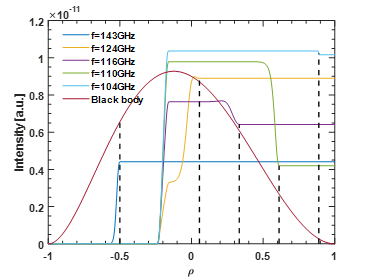 ×10⁻¹¹
1.2
1
0.8
0.6
0.4
0.2
0
Intensity [a.u.]
f=143GHz
f=124GHz
f=116GHz
f=110GHz
f=104GHz
Black body
-1 -0.5 0 0.5 1
ρ